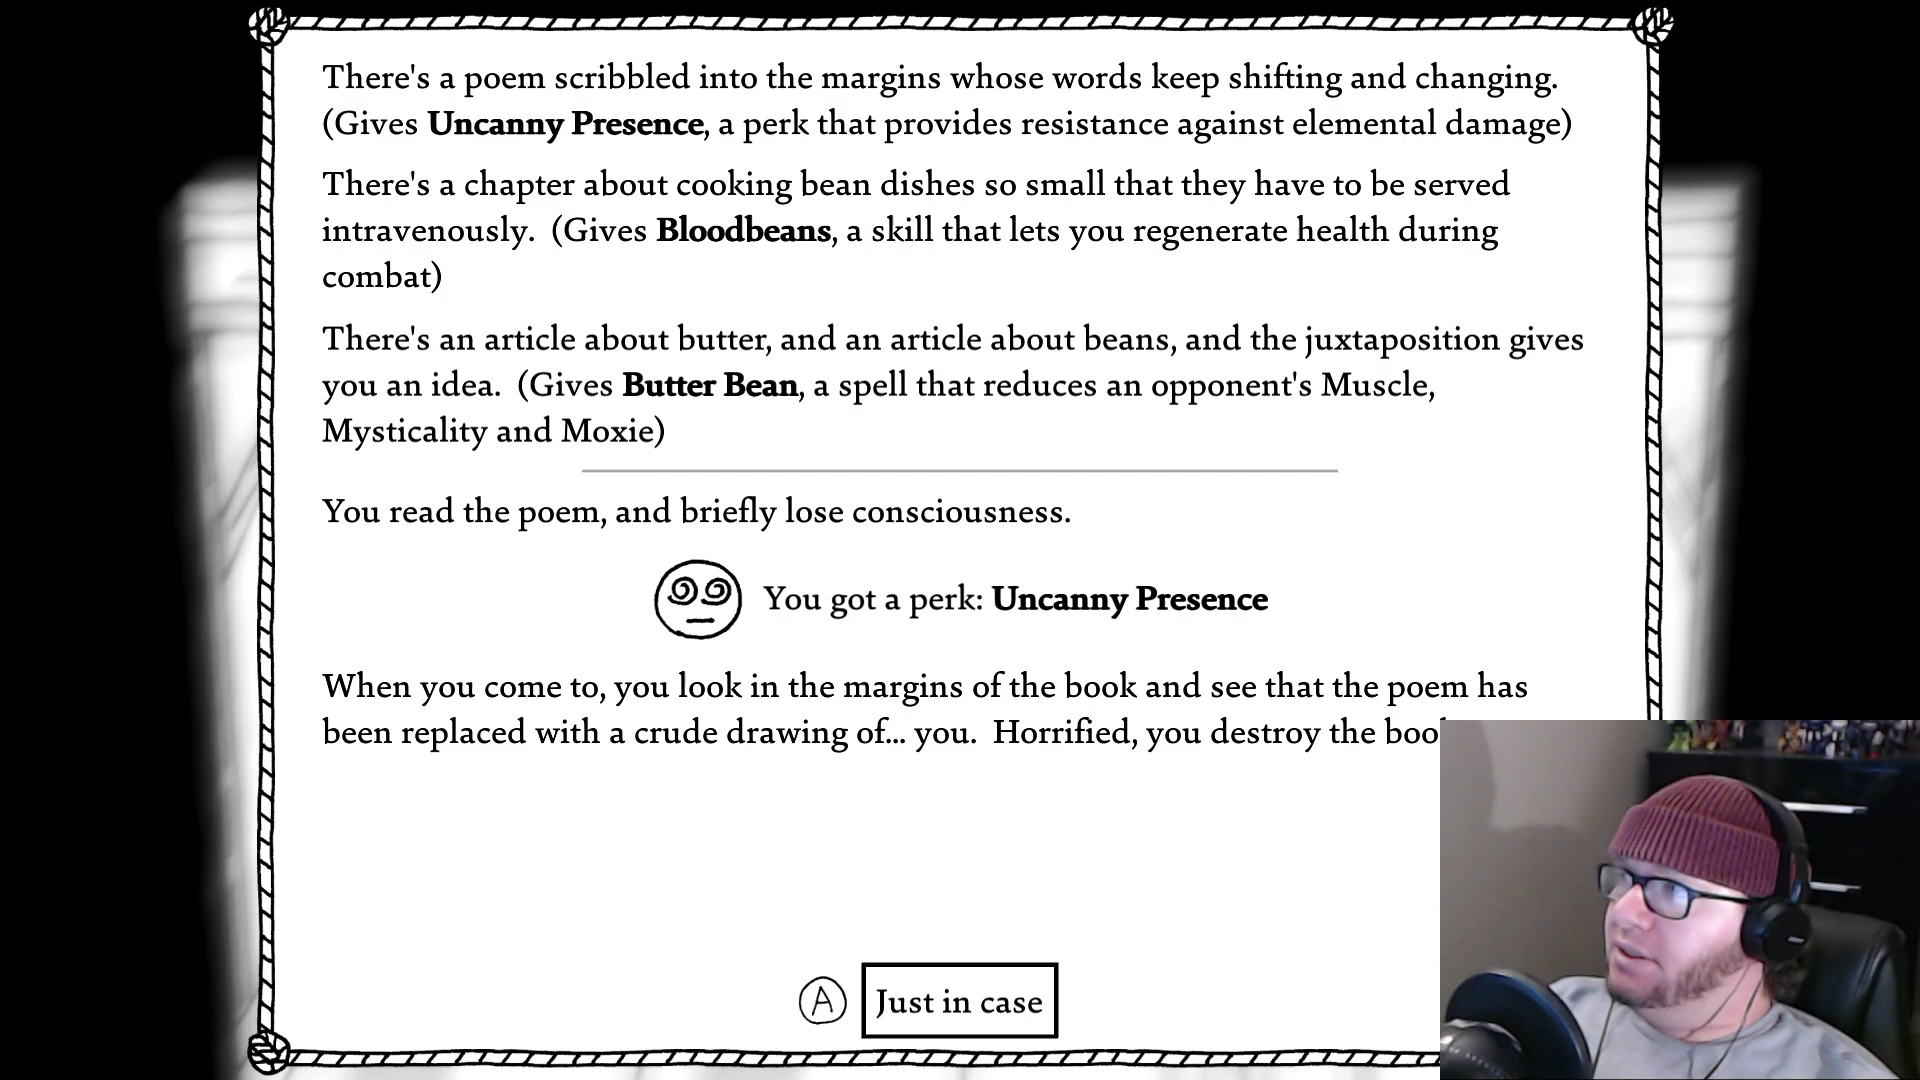 There's a poem scribbled into the margins whose words keep shifting and changing.
(Gives Uncanny Presence, a perk that provides resistance against elemental damage)
There's a chapter about cooking bean dishes so small that they have to be served
intravenously.  (Gives Bloodbeans, a skill that lets you regenerate health during
combat)
There's an article about butter, and an article about beans, and the juxtaposition gives
you an idea.  (Gives Butter Bean, a spell that reduces an opponent's Muscle,
Mysticality and Moxie)
You read the poem, and briefly lose consciousness.
You got a perk: Uncanny Presence
When you come to, you look in the margins of the book and see that the poem has
been replaced with a crude drawing of... you.  Horrified, you destroy the
A Just in case